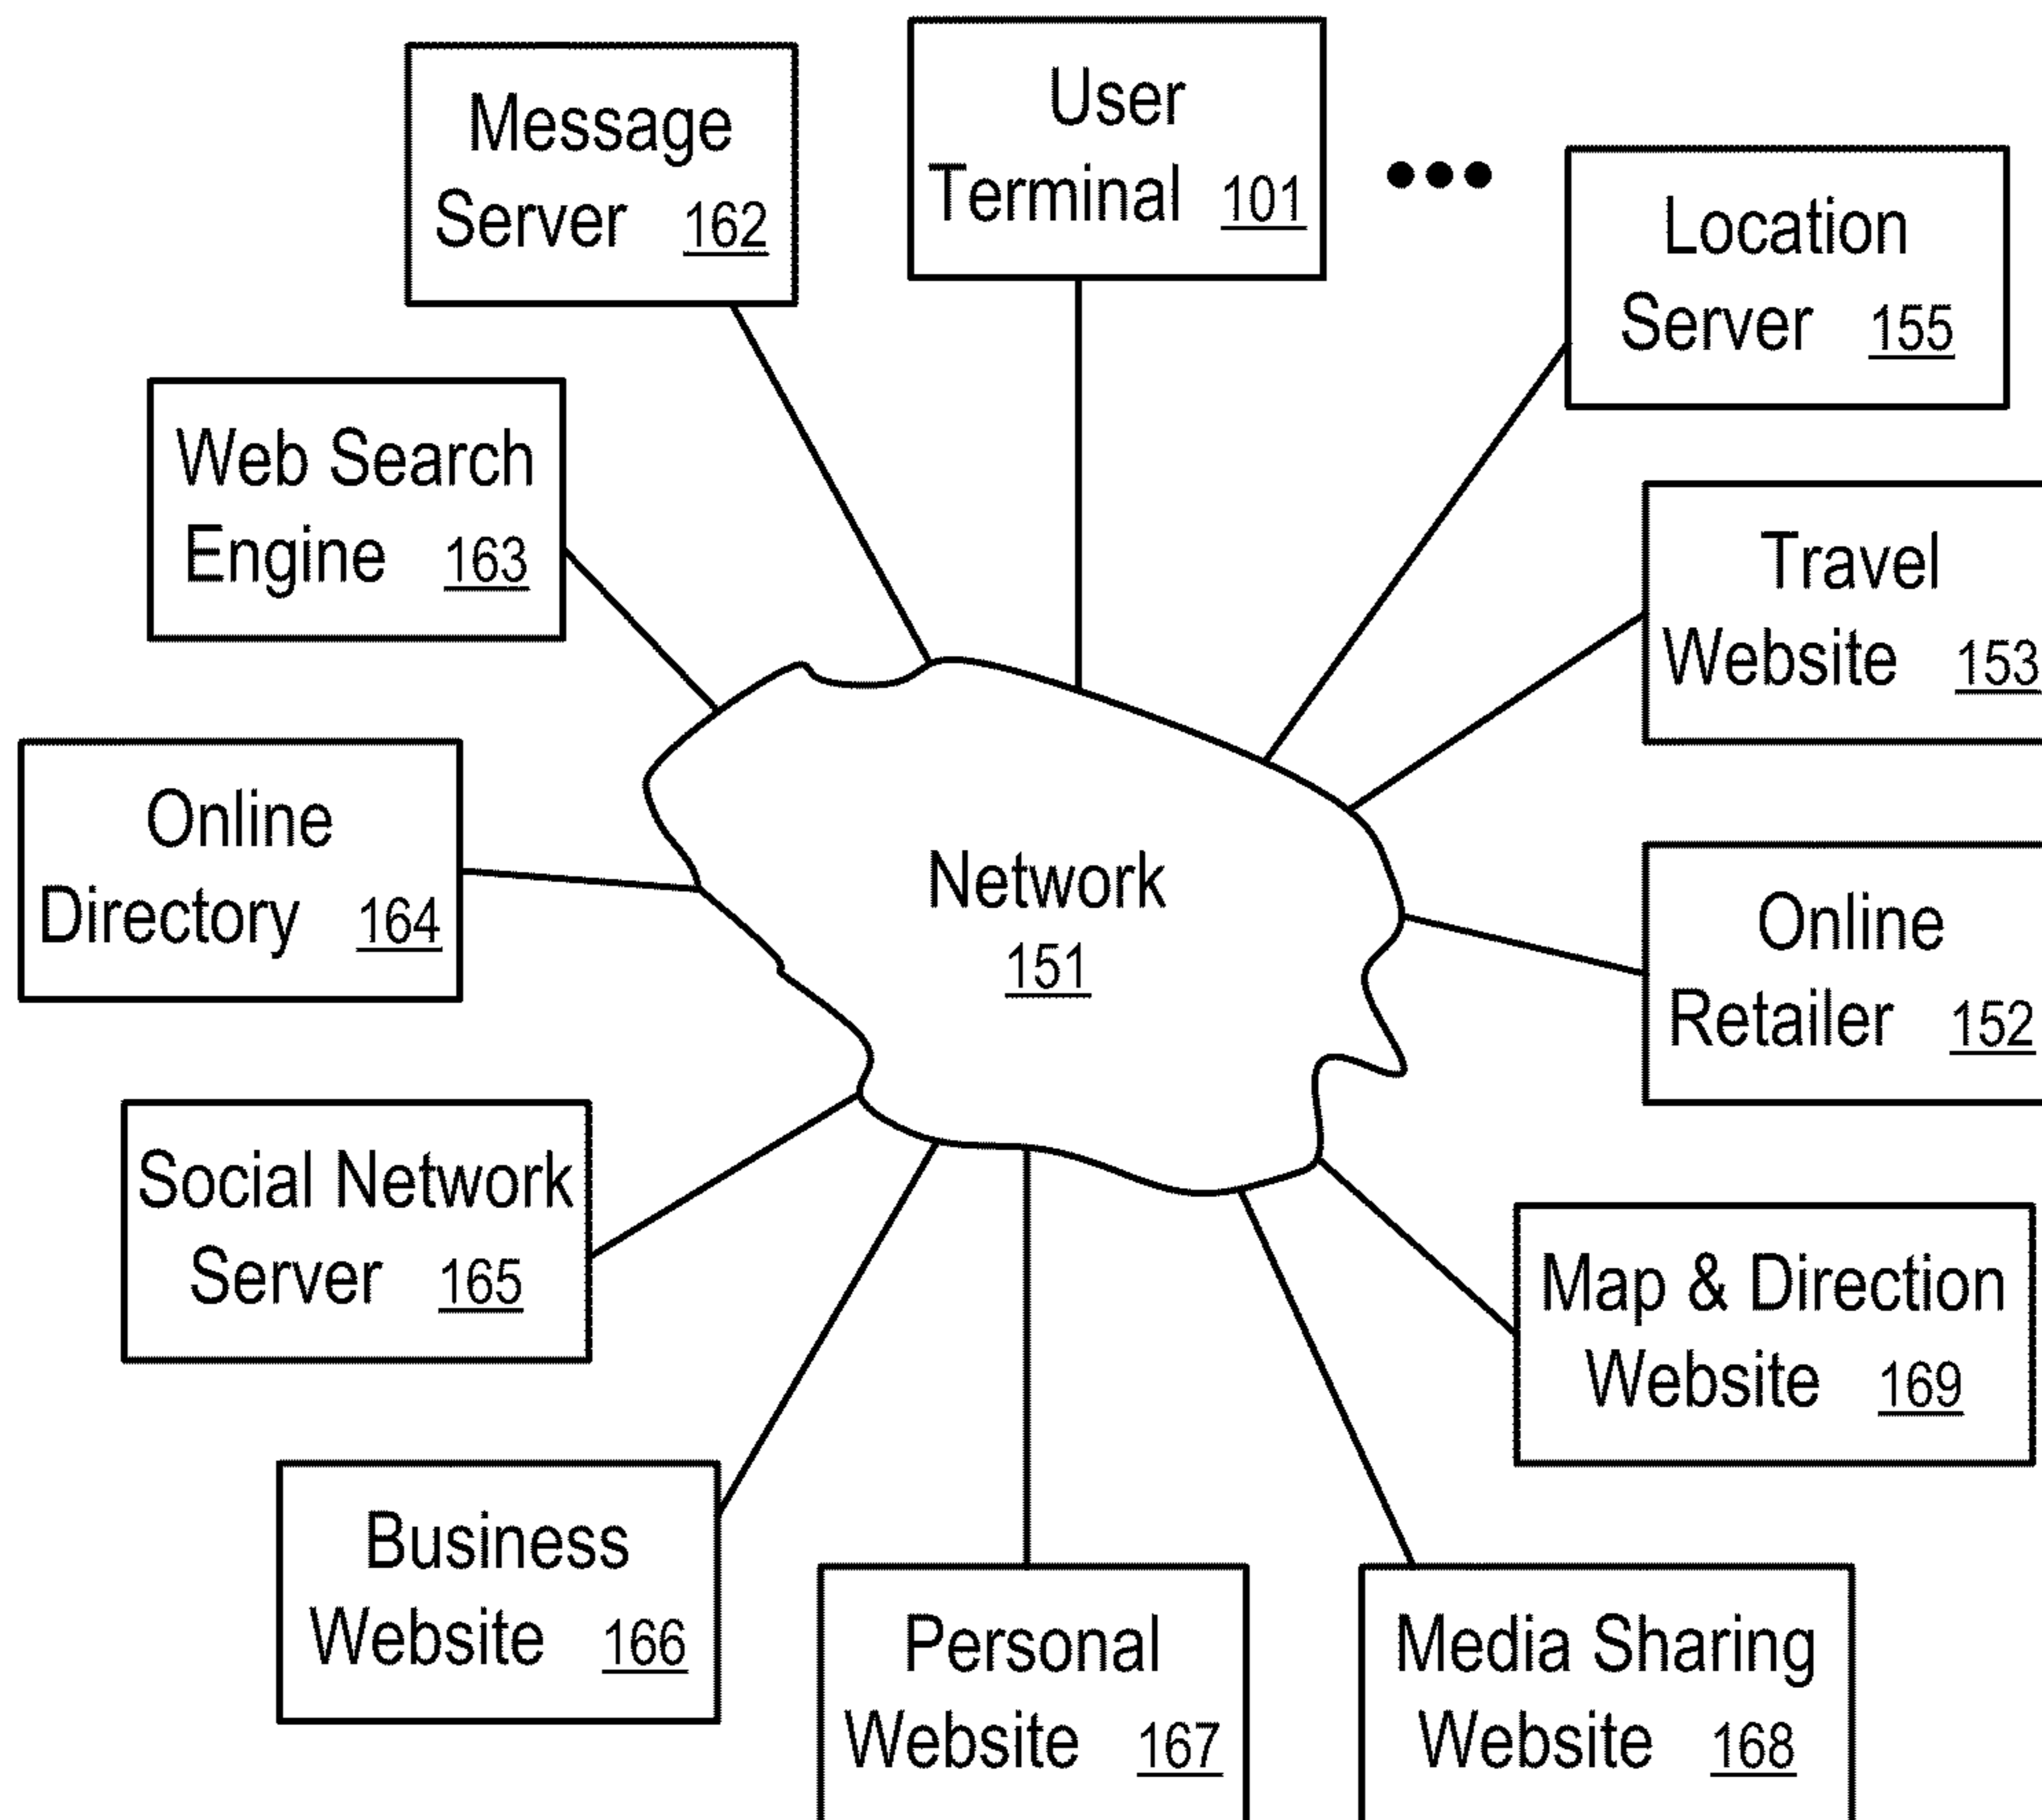 Message
Server 162
User
Terminal 101
Location
Server 155
Web Search
Engine 163
Travel
Website 153
Online
Directory 164
Network
151
Online
Retailer 152
Social Network
Server 165
Map & Direction
Website 169
Business
Website 166
Personal
Website 167
Media Sharing
Website 168